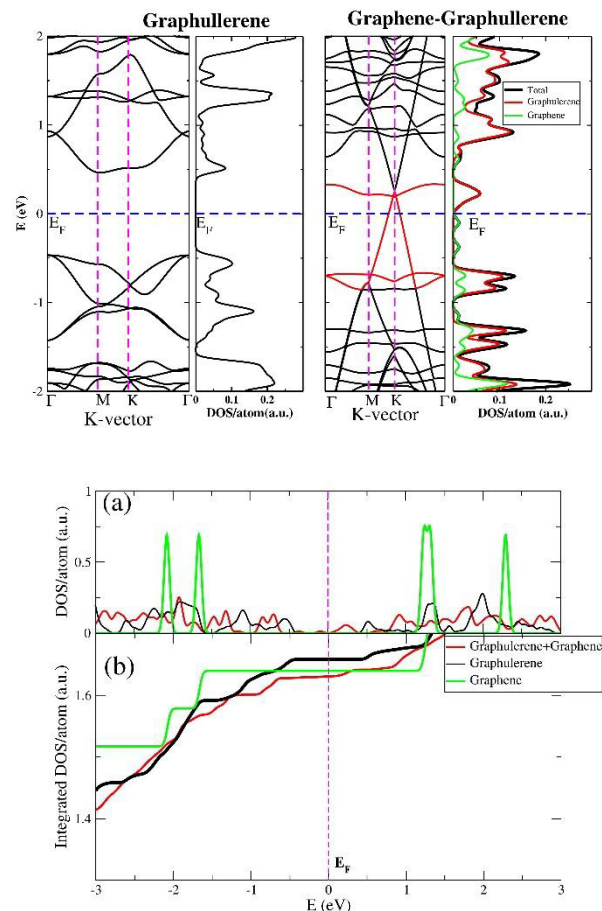 Graphullerene
Graphene-Graphullerene
2
1
0
-1
-2
E (eV)
E_F
E_F
Γ M K Γ
K-vector
0 0.1 0.2
DOS/atom(a.u.)
E_F
E_F
Γ M K Γ
K-vector
0 0.1 0.2
DOS/atom (a.u.)
Total
Graphulerene
Graphene
(a)
1
0.5
0
DOS/atom (a.u.)
(b)
1.6
1.4
Integrated DOS/atom (a.u.)
Graphulerene+Graphene
Graphulerene
Graphene
E_F
-3 -2 -1 0 1 2 3
E (eV)